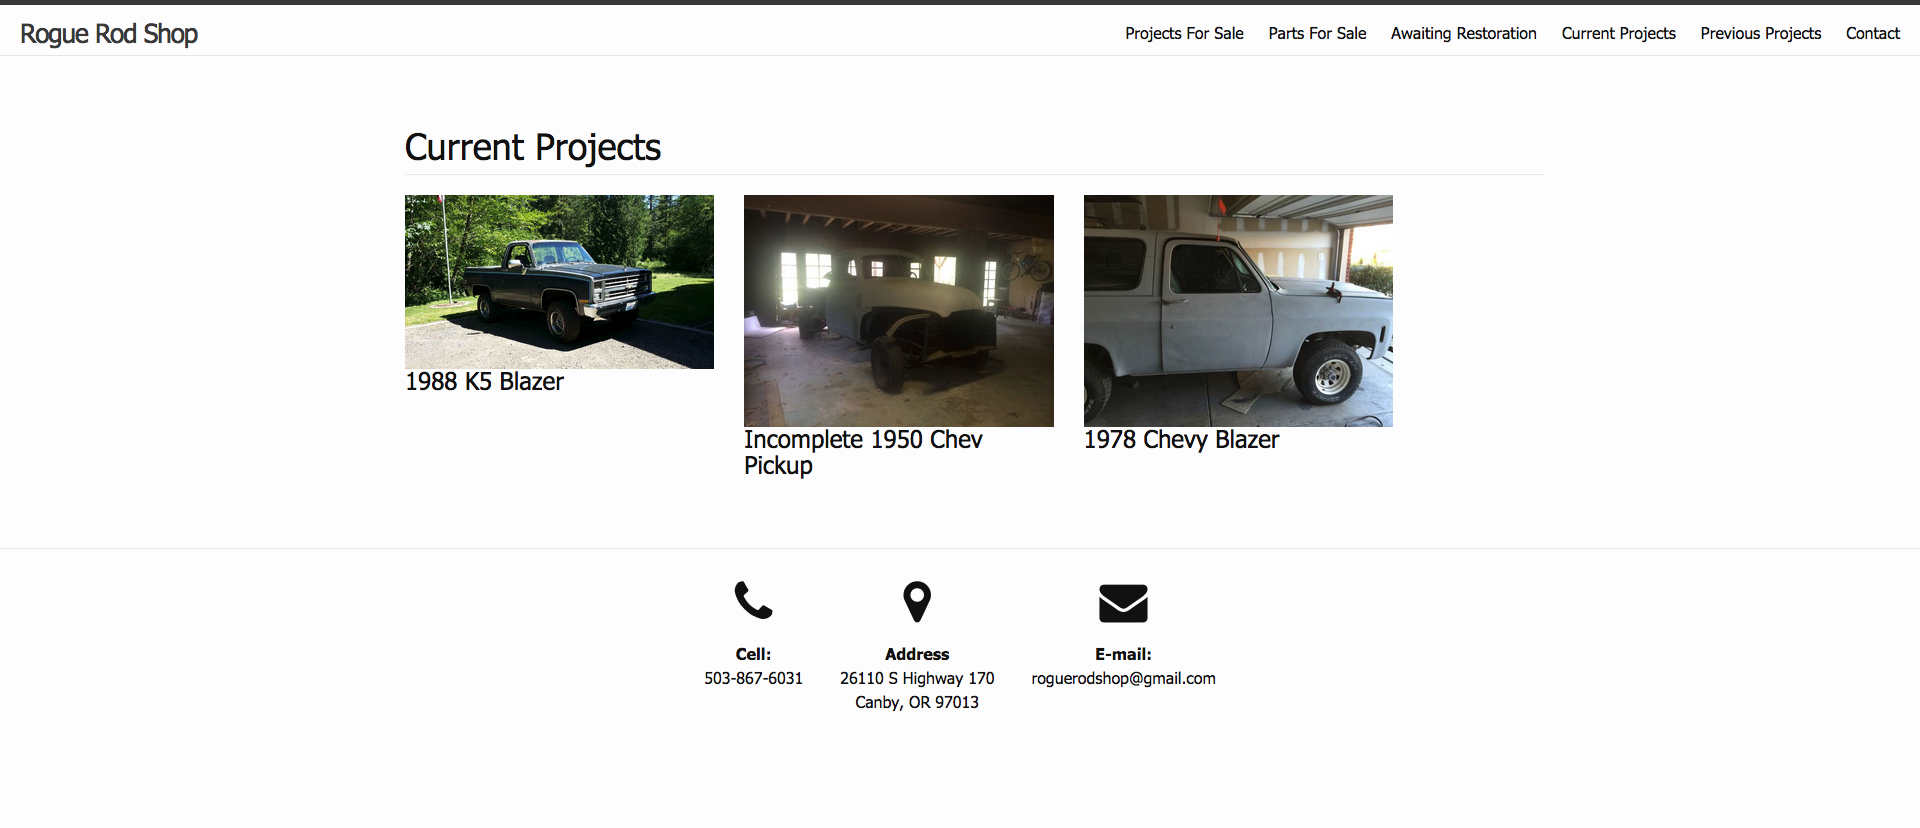 Rogue Rod Shop
Projects For Sale
Parts For Sale
Awaiting Restoration
Current Projects
Previous Projects
Contact
Current Projects
1988 K5 Blazer
Incomplete 1950 Chev
Pickup
1978 Chevy Blazer
Cell:
503-867-6031
Address
26110 S Highway 170
Canby, OR 97013
E-mail:
roguerodshop@gmail.com